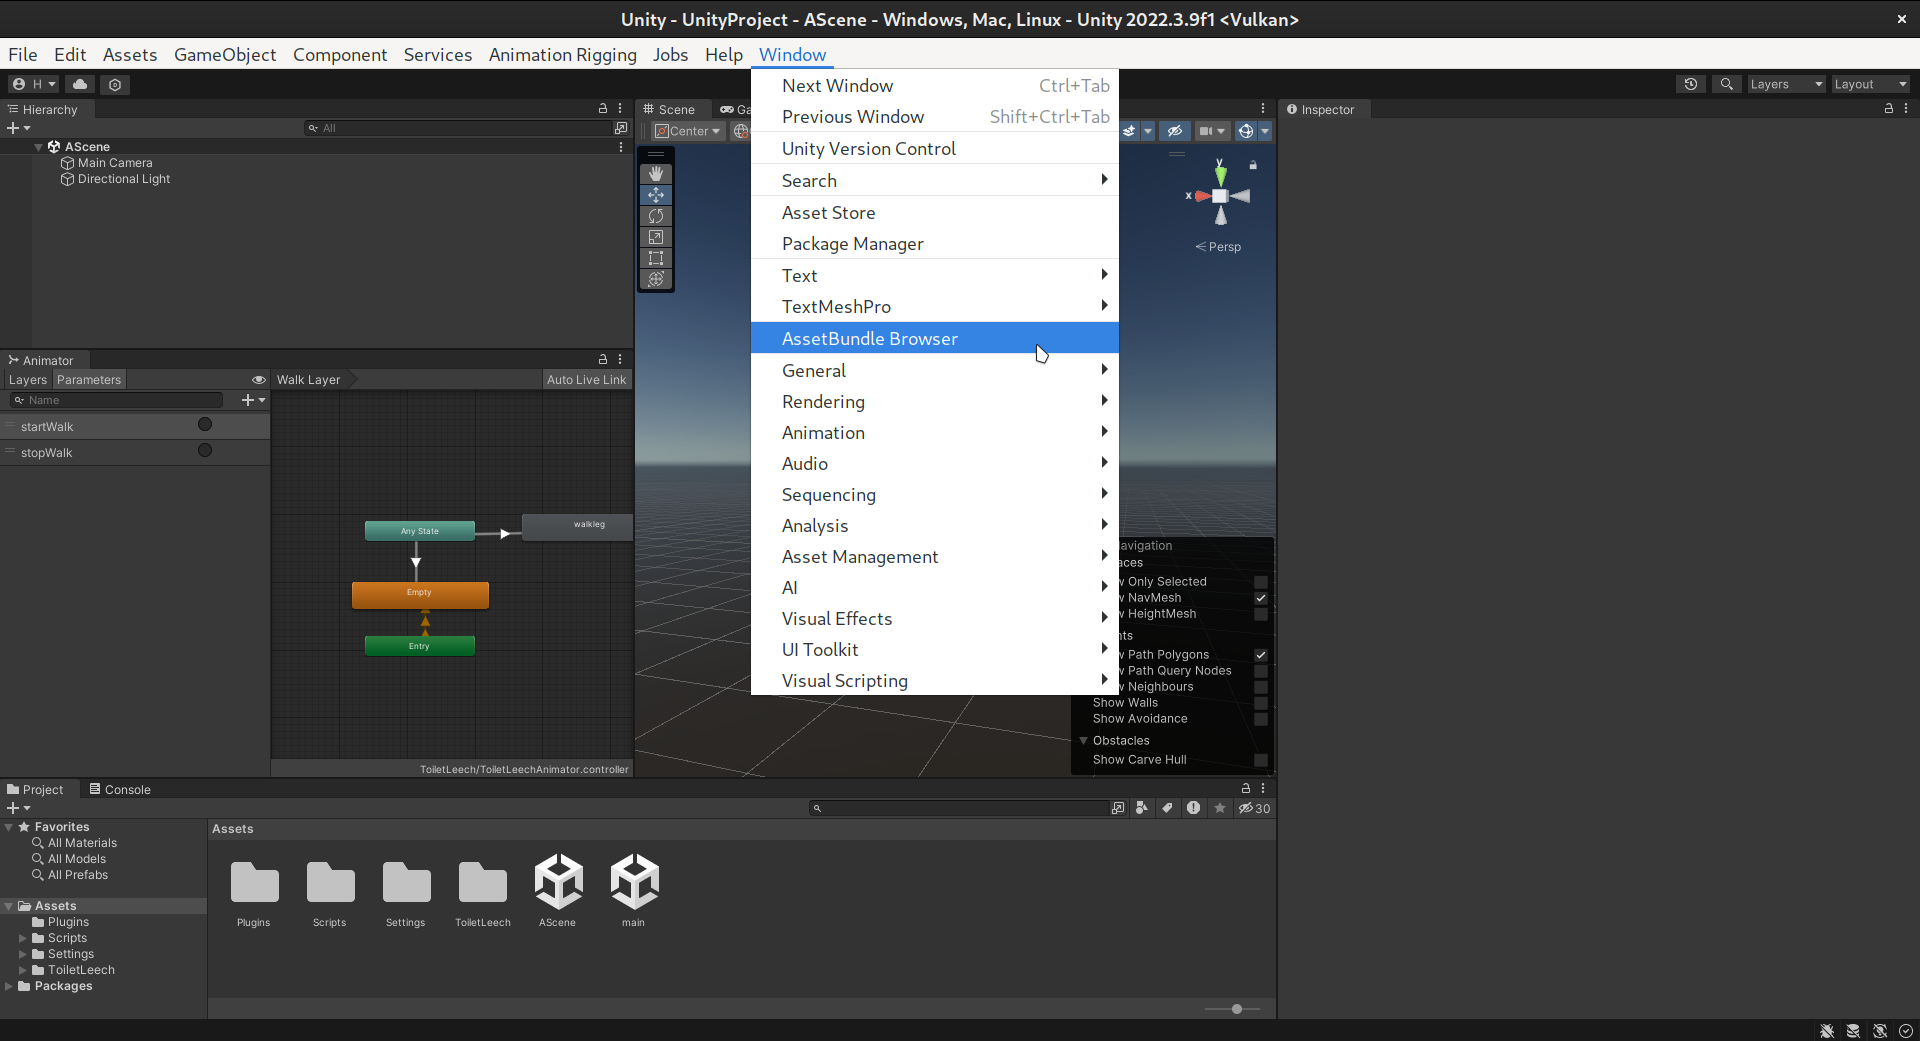 Unity - UnityProject - AScene - Windows, Mac, Linux - Unity 2022.3.9f1 <Vulkan>
File Edit Assets GameObject Component Services Animation Rigging Jobs Help Window
H
Layers
Layout
Hierarchy
All
AScene
Main Camera
Directional Light
Scene
Ga
Center
Next Window Ctrl+Tab
Previous Window Shift+Ctrl+Tab
Unity Version Control
Search
Asset Store
Package Manager
Text
TextMeshPro
AssetBundle Browser
General
Rendering
Animation
Audio
Sequencing
Analysis
Asset Management
AI
Visual Effects
UI Toolkit
Visual Scripting
y
x
Persp
Inspector
Animator
Layers Parameters
Walk Layer
Auto Live Link
Name
startWalk
stopWalk
Any State
walkleg
Empty
Entry
ToiletLeech/ToiletLeechAnimator.controller
avigation
aces
w Only Selected
w NavMesh
w HeightMesh
nts
w Path Polygons
w Path Query Nodes
w Neighbours
Show Walls
Show Avoidance
Obstacles
Show Carve Hull
Project
Console
30
Favorites
All Materials
All Models
All Prefabs
Assets
Plugins
Scripts
Settings
ToiletLeech
Packages
Assets
Plugins
Scripts
Settings
ToiletLeech
AScene
main